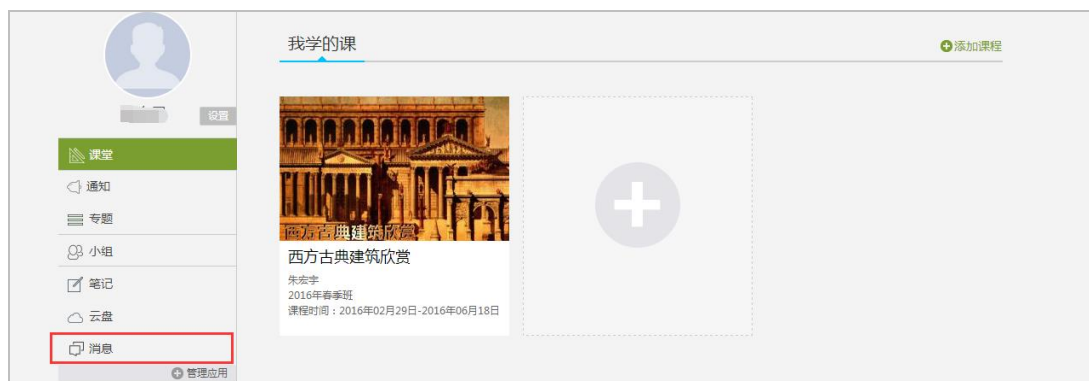 我学的课
添加课程
设置
课堂
通知
专题
小组
笔记
云盘
消息
管理应用
西方古典建筑欣赏
西方古典建筑欣赏
朱宏宇
2016年春季班
课程时间：2016年02月29日-2016年06月18日